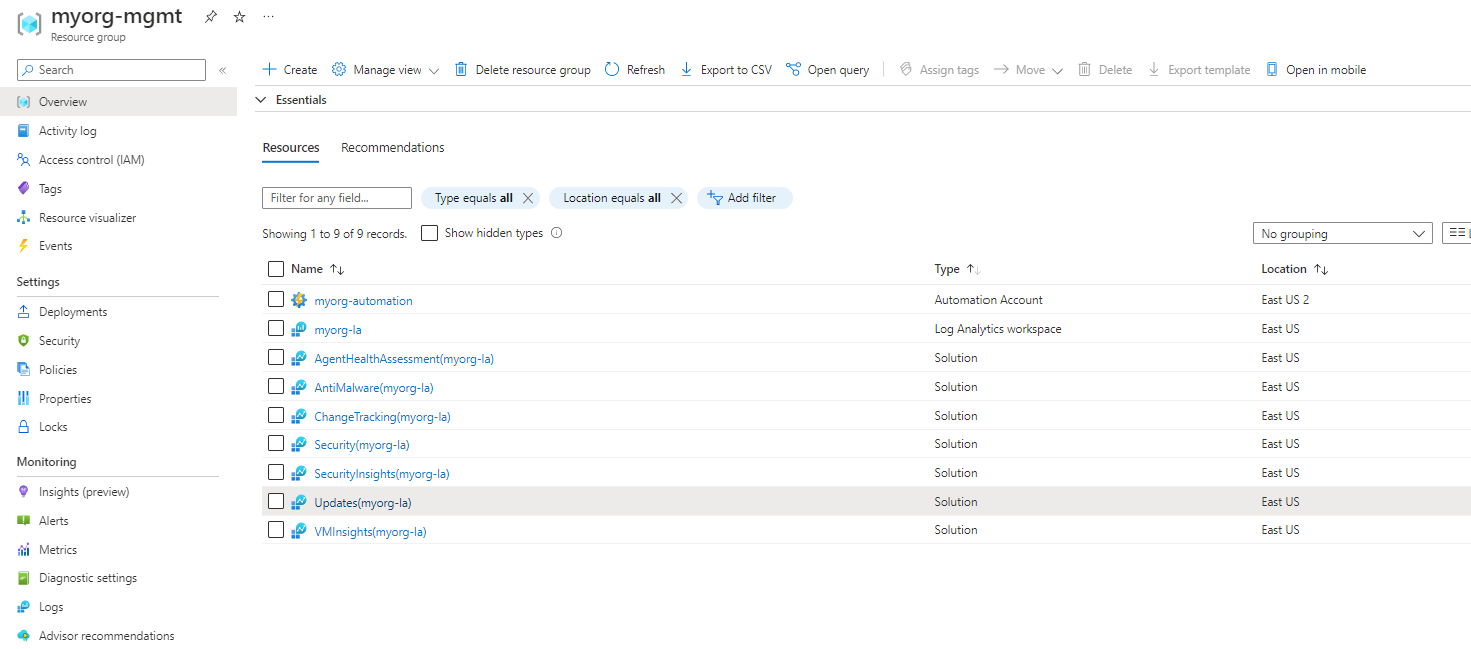 myorg-mgmt
Resource group
Search
«
Create Manage view Delete resource group Refresh Export to CSV Open query Assign tags Move Delete Export template Open in mobile
Essentials
Overview
Activity log
Access control (IAM)
Tags
Resource visualizer
Events
Settings
Deployments
Security
Policies
Properties
Locks
Monitoring
Insights (preview)
Alerts
Metrics
Diagnostic settings
Logs
Advisor recommendations
Resources Recommendations
Filter for any field... Type equals all Location equals all Add filter
Showing 1 to 9 of 9 records. Show hidden types No grouping
Name Type Location
myorg-automation Automation Account East US 2
myorg-la Log Analytics workspace East US
AgentHealthAssessment(myorg-la) Solution East US
AntiMalware(myorg-la) Solution East US
ChangeTracking(myorg-la) Solution East US
Security(myorg-la) Solution East US
SecurityInsights(myorg-la) Solution East US
Updates(myorg-la) Solution East US
VMInsights(myorg-la) Solution East US